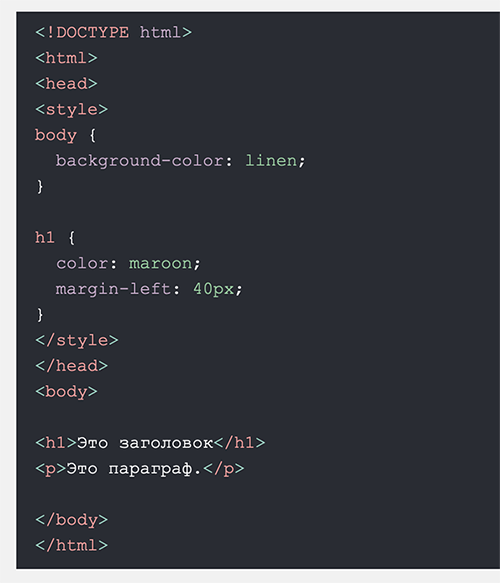 <!DOCTYPE html>
<html>
<head>
<style>
body {
  background-color: linen;
}

h1 {
  color: maroon;
  margin-left: 40px;
}
</style>
</head>
<body>

<h1>Это заголовок</h1>
<p>Это параграф.</p>

</body>
</html>